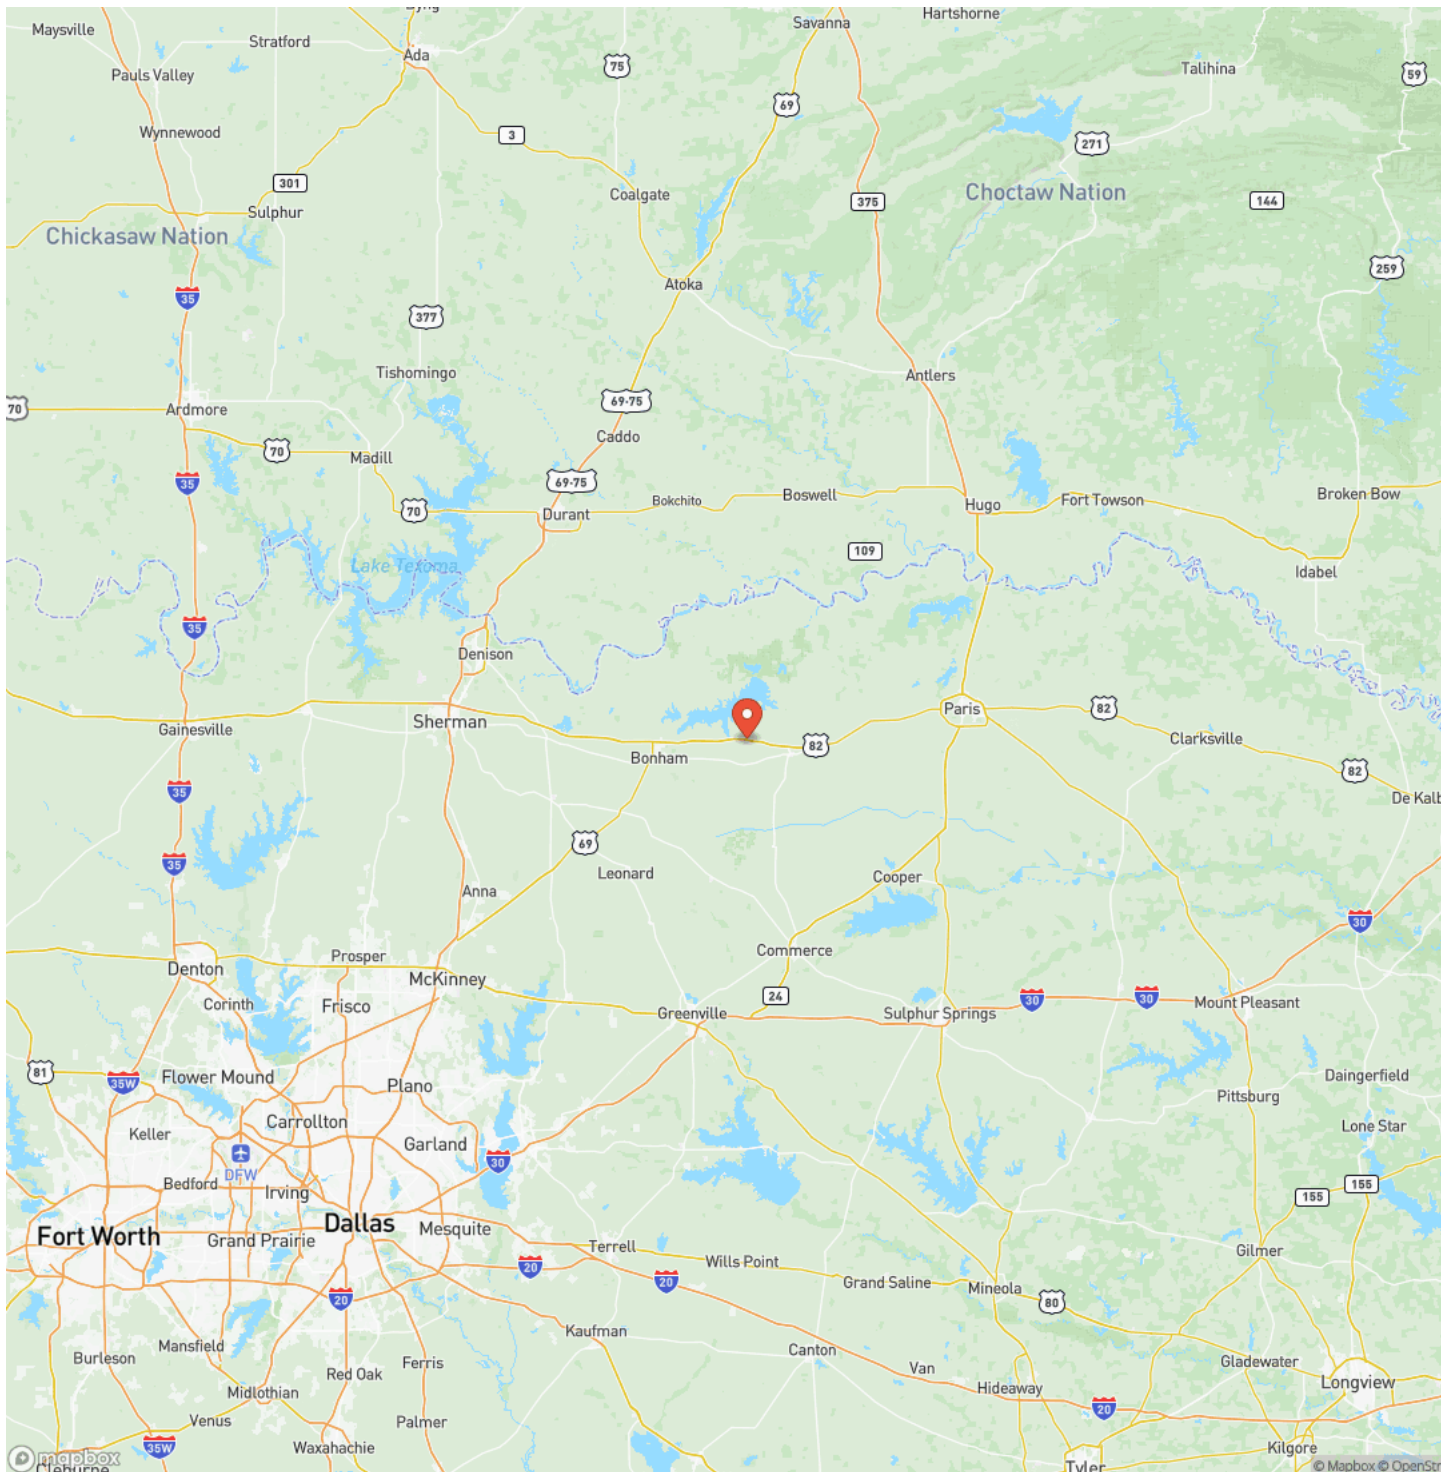 Byng
Hartshorne
Maysville
Savanna
Stratford
Ada
Talihina
75
59
Pauls Valley
69
Wynnewood
3
271
301
Coalgate
Choctaw Nation
375
144
Sulphur
Chickasaw Nation
259
Atoka
35
377
Tishomingo
Antlers
69-75
70
Ardmore
Caddo
70
Madill
69-75
35
Bokchito
Boswell
Broken Bow
70
Durant
Hugo
Fort Towson
109
Lake Texoma
Idabel
35
Denison
Paris
82
Sherman
Gainesville
82
Clarksville
Bonham
82
35
De Kalb
69
35
Leonard
Cooper
Anna
30
Commerce
Prosper
Denton
McKinney
24
30
30
Corinth
Frisco
Mount Pleasant
Greenville
Sulphur Springs
81
Flower Mound
35W
Plano
Daingerfield
Pittsburg
Carrollton
Keller
Garland
Lone Star
30
DFW
Bedford
Irving
155
155
Dallas
Mesquite
Fort Worth
Grand Prairie
Terrell
Gilmer
20
Wills Point
20
Grand Saline
Mineola
20
80
Kaufman
Mansfield
Canton
Burleson
Ferris
Red Oak
Van
Gladewater
Midlothian
Hideaway
Longview
20
Venus
Palmer
35W
Waxahachie
Kilgore
mapbox
Cleburne
Tyler
© Mapbox © OpenStr